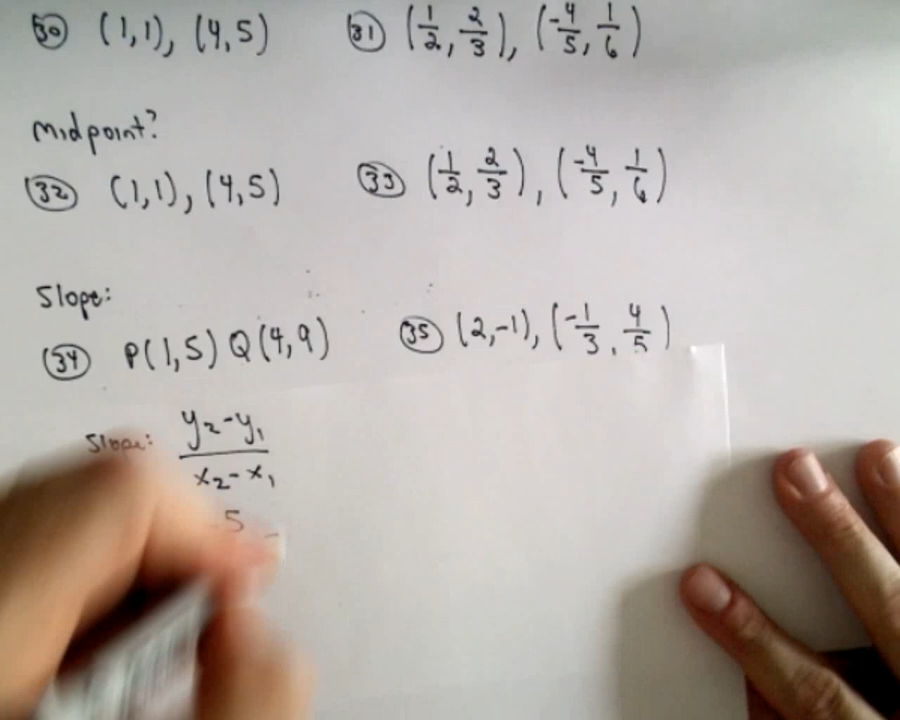 30 (1,1), (4,5) 31 (1/2, 2/3), (-4/5, 1/6)
Midpoint?
32 (1,1), (4,5) 33 (1/2, 2/3), (-4/5, 1/6)
Slope:
34 P(1,5) Q(4,9) 35 (2,-1), (-1/3, 4/5)
Slope: y₂-y₁
x₂-x₁
5 -